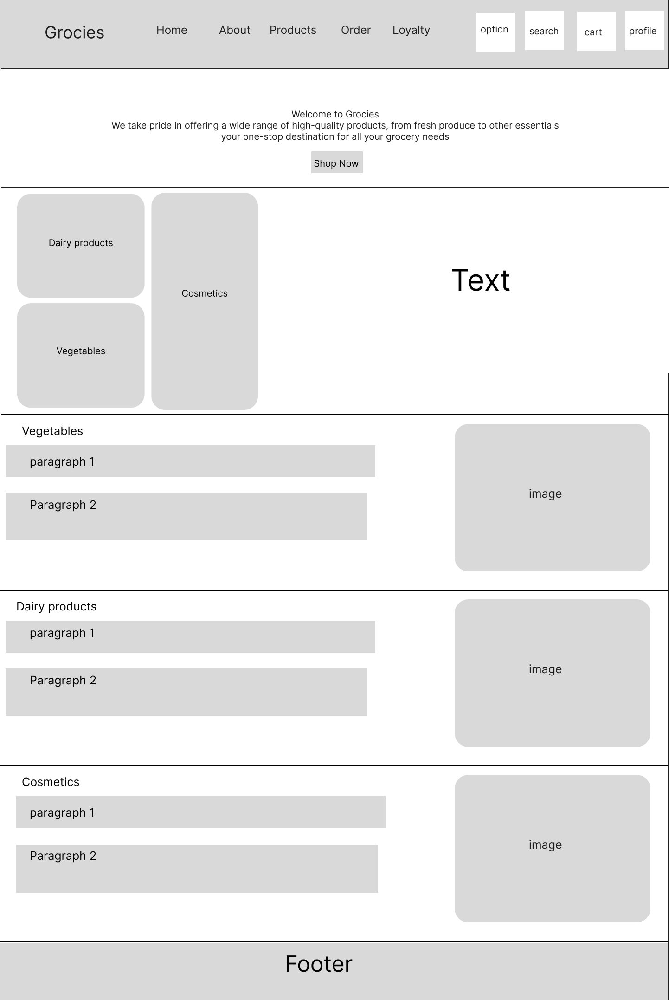 Grocies
Home
About
Products
Order
Loyalty
option
search
cart
profile
Welcome to Grocies
We take pride in offering a wide range of high-quality products, from fresh produce to other essentials
your one-stop destination for all your grocery needs
Shop Now
Dairy products
Cosmetics
Vegetables
Text
Vegetables
paragraph 1
Paragraph 2
image
Dairy products
paragraph 1
Paragraph 2
image
Cosmetics
paragraph 1
Paragraph 2
image
Footer